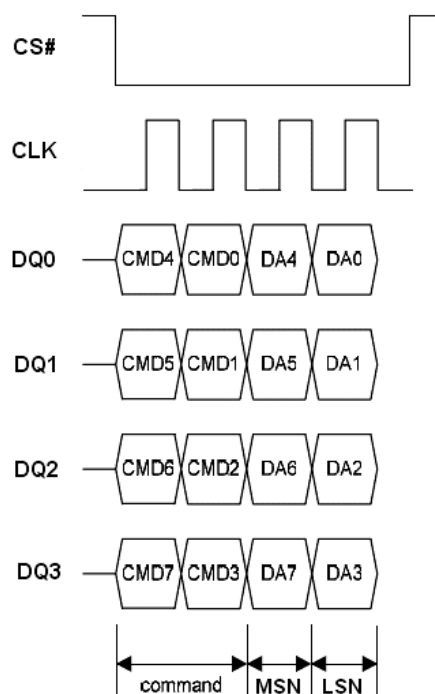 CS#
CLK
DQ0 CMD4 CMD0 DA4 DA0
DQ1 CMD5 CMD1 DA5 DA1
DQ2 CMD6 CMD2 DA6 DA2
DQ3 CMD7 CMD3 DA7 DA3
command MSN LSN